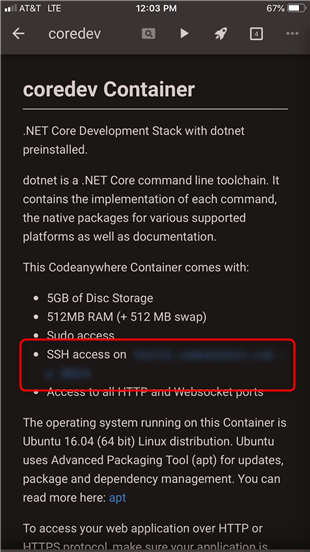 AT&T LTE 12:03 PM 67%
coredev 4
coredev Container
.NET Core Development Stack with dotnet
preinstalled.
dotnet is a .NET Core command line toolchain. It
contains the implementation of each command,
the native packages for various supported
platforms as well as documentation.
This Codeanywhere Container comes with:
• 5GB of Disc Storage
• 512MB RAM (+ 512 MB swap)
• Sudo access
• SSH access on
• Access to all HTTP and Websocket ports
The operating system running on this Container is
Ubuntu 16.04 (64 bit) Linux distribution. Ubuntu
uses Advanced Packaging Tool (apt) for updates,
package and dependency management. You can
read more here: apt
To access your web application over HTTP or
HTTPS protocol, make sure your application is